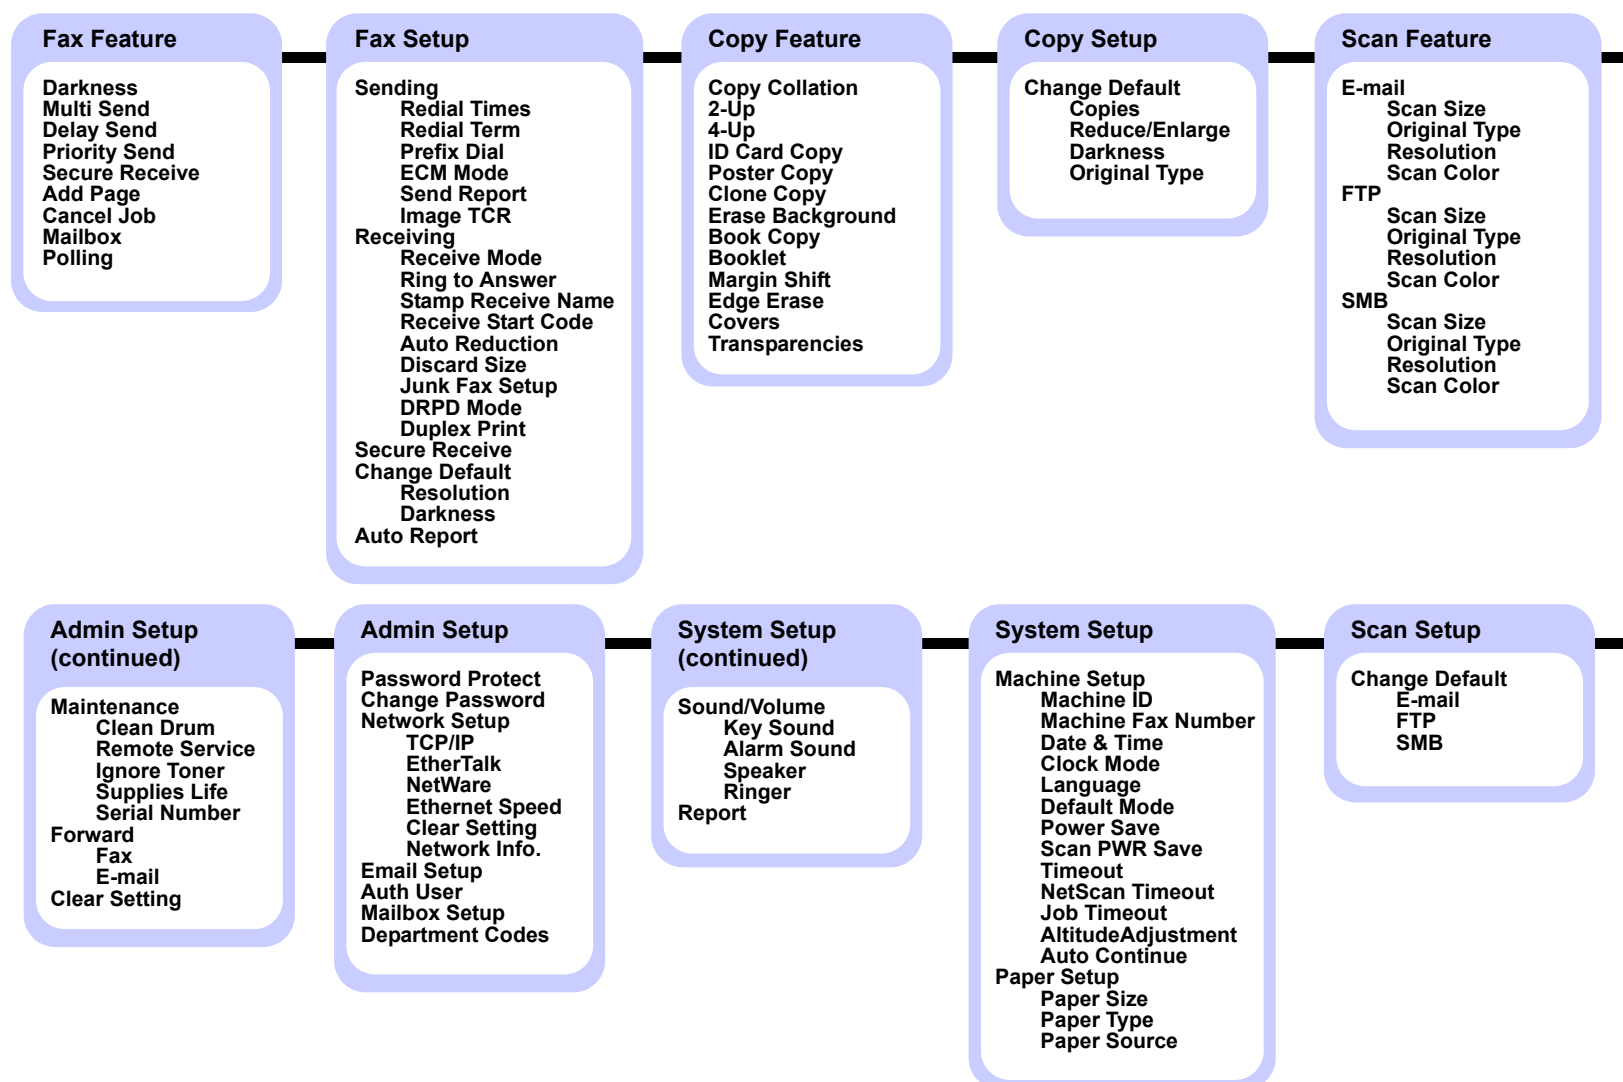 Fax Feature
Darkness
Multi Send
Delay Send
Priority Send
Secure Receive
Add Page
Cancel Job
Mailbox
Polling
Fax Setup
Sending
Redial Times
Redial Term
Prefix Dial
ECM Mode
Send Report
Image TCR
Receiving
Receive Mode
Ring to Answer
Stamp Receive Name
Receive Start Code
Auto Reduction
Discard Size
Junk Fax Setup
DRPD Mode
Duplex Print
Secure Receive
Change Default
Resolution
Darkness
Auto Report
Copy Feature
Copy Collation
2-Up
4-Up
ID Card Copy
Poster Copy
Clone Copy
Erase Background
Book Copy
Booklet
Margin Shift
Edge Erase
Covers
Transparencies
Copy Setup
Change Default
Copies
Reduce/Enlarge
Darkness
Original Type
Scan Feature
E-mail
Scan Size
Original Type
Resolution
Scan Color
FTP
Scan Size
Original Type
Resolution
Scan Color
SMB
Scan Size
Original Type
Resolution
Scan Color
Admin Setup
(continued)
Maintenance
Clean Drum
Remote Service
Ignore Toner
Supplies Life
Serial Number
Forward
Fax
E-mail
Clear Setting
Admin Setup
Password Protect
Change Password
Network Setup
TCP/IP
EtherTalk
NetWare
Ethernet Speed
Clear Setting
Network Info.
Email Setup
Auth User
Mailbox Setup
Department Codes
System Setup
(continued)
Sound/Volume
Key Sound
Alarm Sound
Speaker
Ringer
Report
System Setup
Machine Setup
Machine ID
Machine Fax Number
Date & Time
Clock Mode
Language
Default Mode
Power Save
Scan PWR Save
Timeout
NetScan Timeout
Job Timeout
AltitudeAdjustment
Auto Continue
Paper Setup
Paper Size
Paper Type
Paper Source
Scan Setup
Change Default
E-mail
FTP
SMB